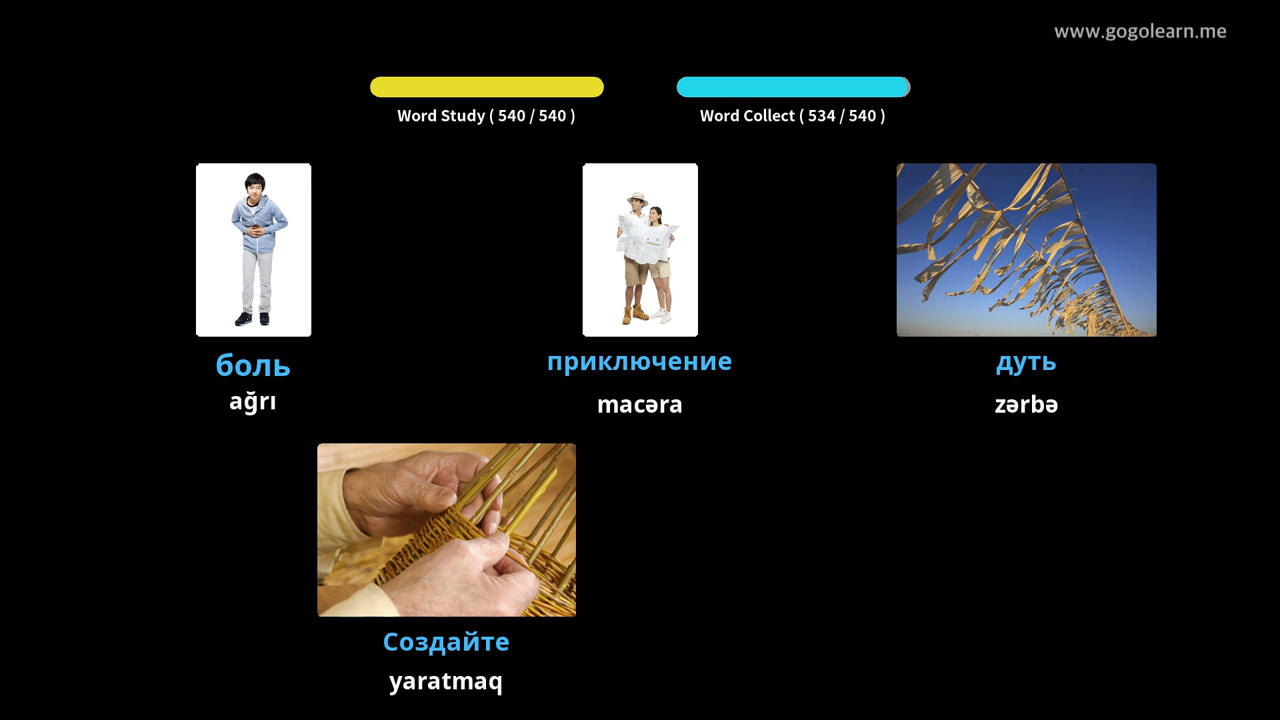 www.gogolearn.me
Word Study ( 540 / 540 )
Word Collect ( 534 / 540 )
боль
ağrı
приключение
macəra
дуть
zərbə
Создайте
yaratmaq